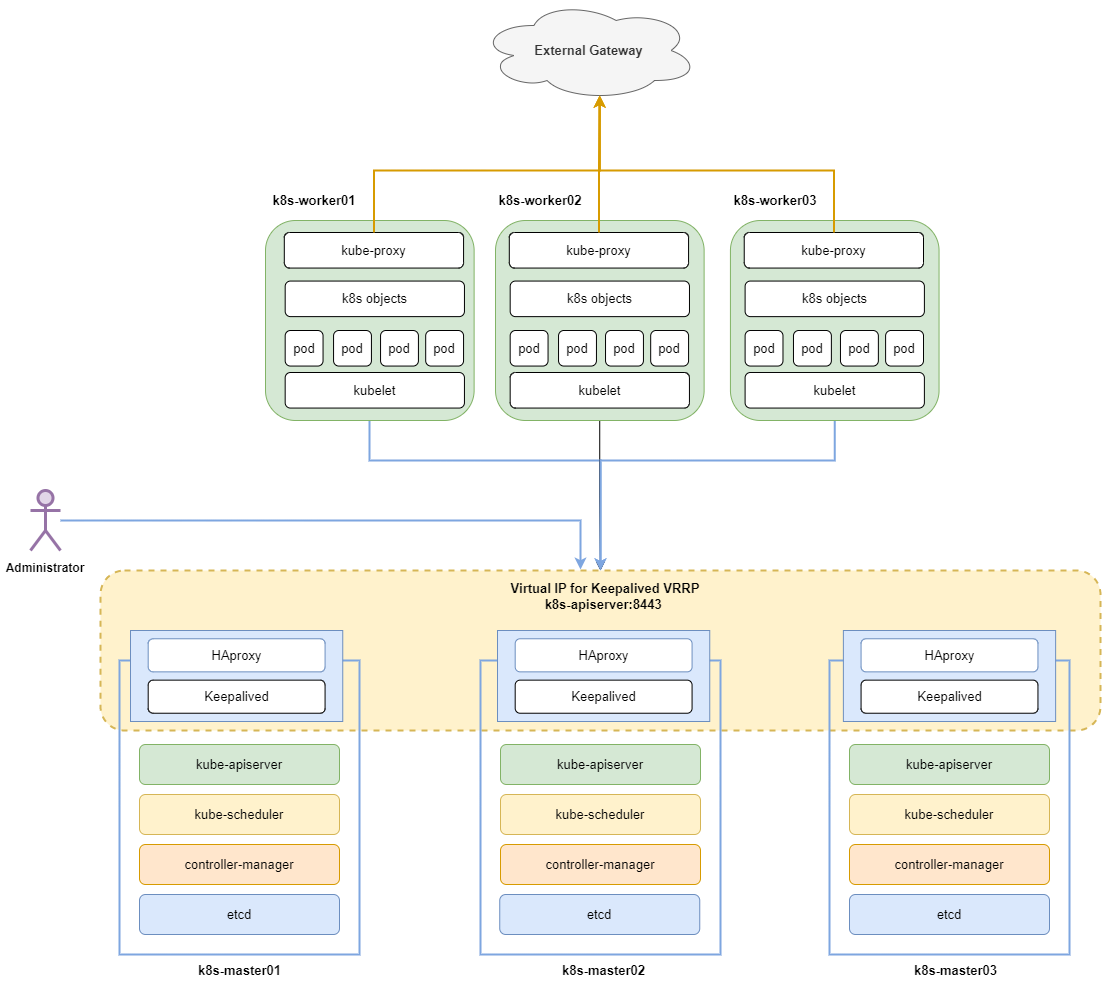 External Gateway
k8s-worker01
k8s-worker02
k8s-worker03
kube-proxy
kube-proxy
kube-proxy
k8s objects
k8s objects
k8s objects
pod pod pod pod
pod pod pod pod
pod pod pod pod
kubelet
kubelet
kubelet
Administrator
Virtual IP for Keepalived VRRP
k8s-apiserver:8443
HAproxy
HAproxy
HAproxy
Keepalived
Keepalived
Keepalived
kube-apiserver
kube-apiserver
kube-apiserver
kube-scheduler
kube-scheduler
kube-scheduler
controller-manager
controller-manager
controller-manager
etcd
etcd
etcd
k8s-master01
k8s-master02
k8s-master03